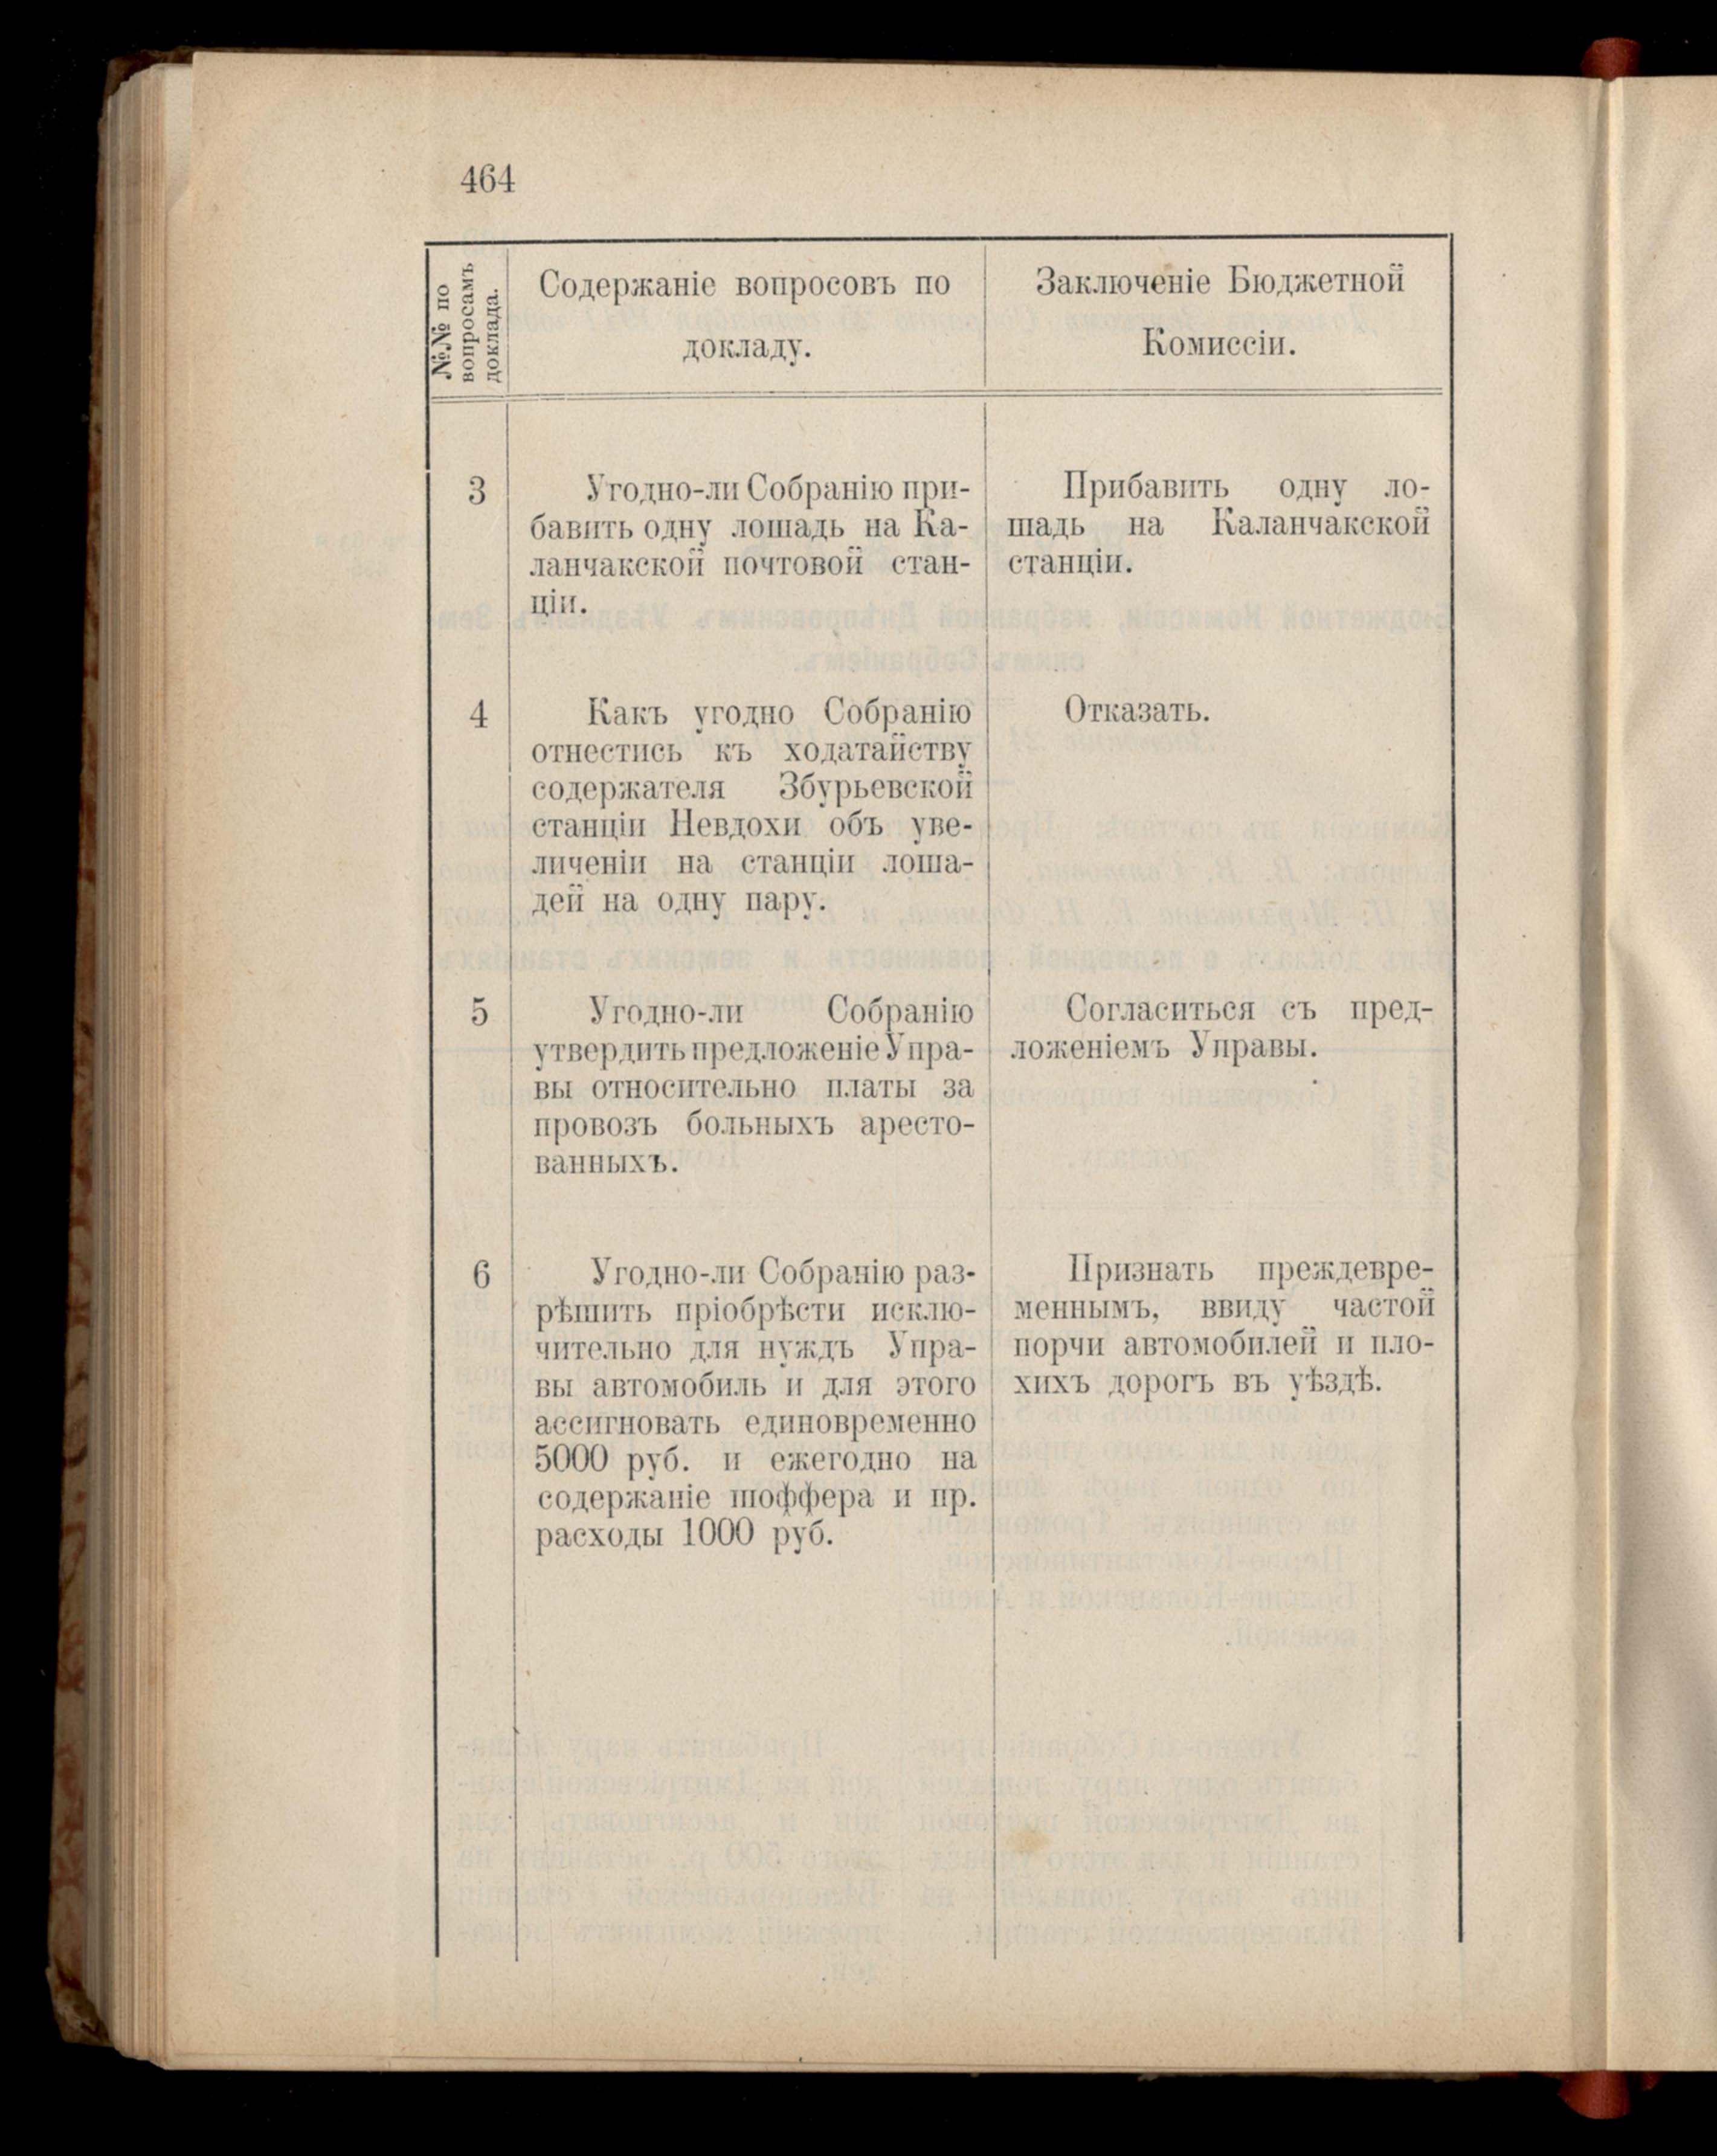 464
№№ по
вопросамъ
доклада.
Содержаніе вопросовъ по
докладу.
Заключеніе Бюджетной
Комиссіи.
3
Угодно-ли Собранію при-
бавить одну лошадь на Ка-
ланчакской почтовой стан-
ціи.
Прибавить одну ло-
шадь на Каланчакской
станціи.
4
Какъ угодно Собранію
отнестись къ ходатайству
содержателя Збурьевской
станціи Невдохи объ уве-
личеніи на станціи лоша-
дей на одну пару.
Отказать.
5
Угодно-ли Собранію
утвердить предложеніе Упра-
вы относительно платы за
провозъ больныхъ аресто-
ванныхъ.
Согласиться съ пред-
ложеніемъ Управы.
6
Угодно-ли Собранію раз-
рѣшить пріобрѣсти исклю-
чительно для нуждъ Упра-
вы автомобиль и для этого
ассигновать единовременно
5000 руб. и ежегодно на
содержаніе шоффера и пр.
расходы 1000 руб.
Признать преждевре-
меннымъ, ввиду частой
порчи автомобилей и пло-
хихъ дорогъ въ уѣздѣ.